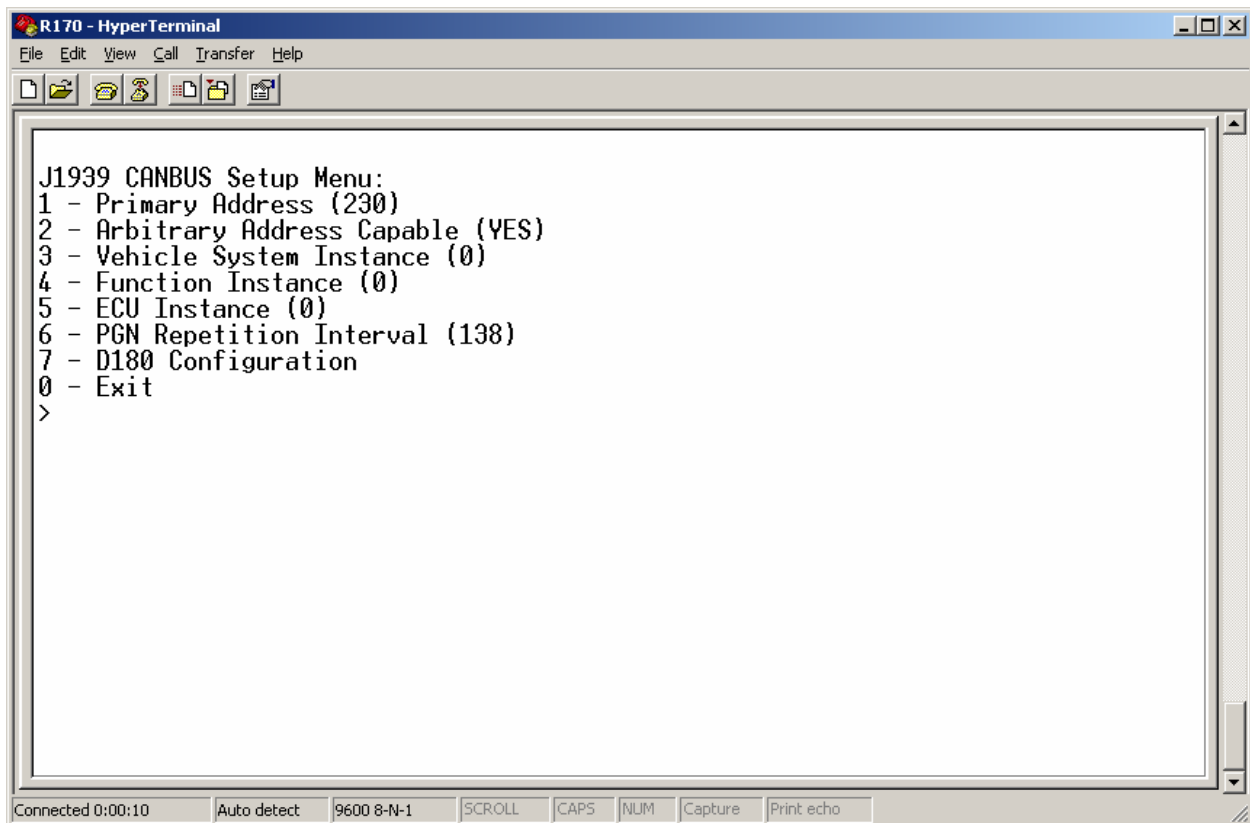 R170 - HyperTerminal
File Edit View Call Transfer Help
J1939 CANBUS Setup Menu:
1 - Primary Address (230)
2 - Arbitrary Address Capable (YES)
3 - Vehicle System Instance (0)
4 - Function Instance (0)
5 - ECU Instance (0)
6 - PGN Repetition Interval (138)
7 - D180 Configuration
0 - Exit
>
Connected 0:00:10 Auto detect 9600 8-N-1 SCROLL CAPS NUM Capture Print echo